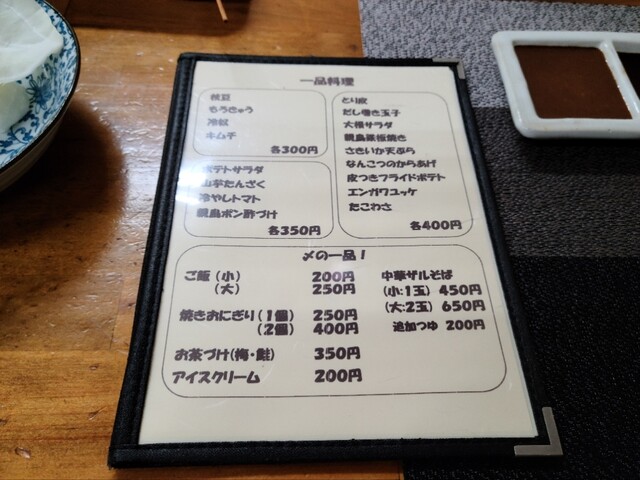 一品料理
枝豆
もろきゅう
冷奴
キムチ
各300円
ポテトサラダ
山芋たんざく
冷やしトマト
親鳥ポン酢づけ
各350円
とり皮
だし巻き玉子
大根サラダ
親鳥鉄板焼き
さきいか天ぷら
なんこつのからあげ
皮つきフライドポテト
エンガワユッケ
たこわさ
各400円
〆の一品!
ご飯(小) 200円
(大) 250円
焼きおにぎり(1個) 250円
(2個) 400円
お茶づけ(梅・鮭) 350円
アイスクリーム 200円
中華ザルそば
(小:1玉) 450円
(大:2玉) 650円
追加つゆ 200円